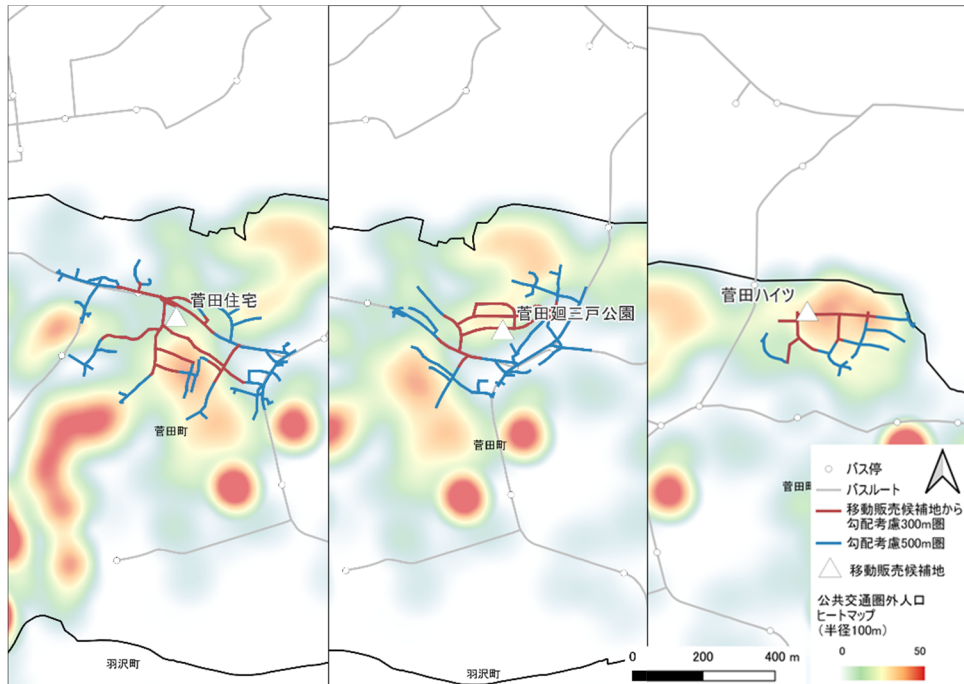 菅田住宅
菅田町
羽沢町
菅田廻三戸公園
菅田町
羽沢町
菅田ハイツ
菅田町
バス停
バスルート
移動販売候補地から
勾配考慮300m圏
勾配考慮500m圏
移動販売候補地
公共交通圏外人口
ヒートマップ
(半径100m)
0 50
0 200 400 m